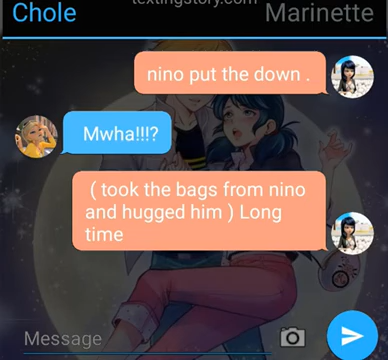 textingstory.com
Chole Marinette
nino put the down .
Mwha!!!?
( took the bags from nino
and hugged him ) Long
time
Message